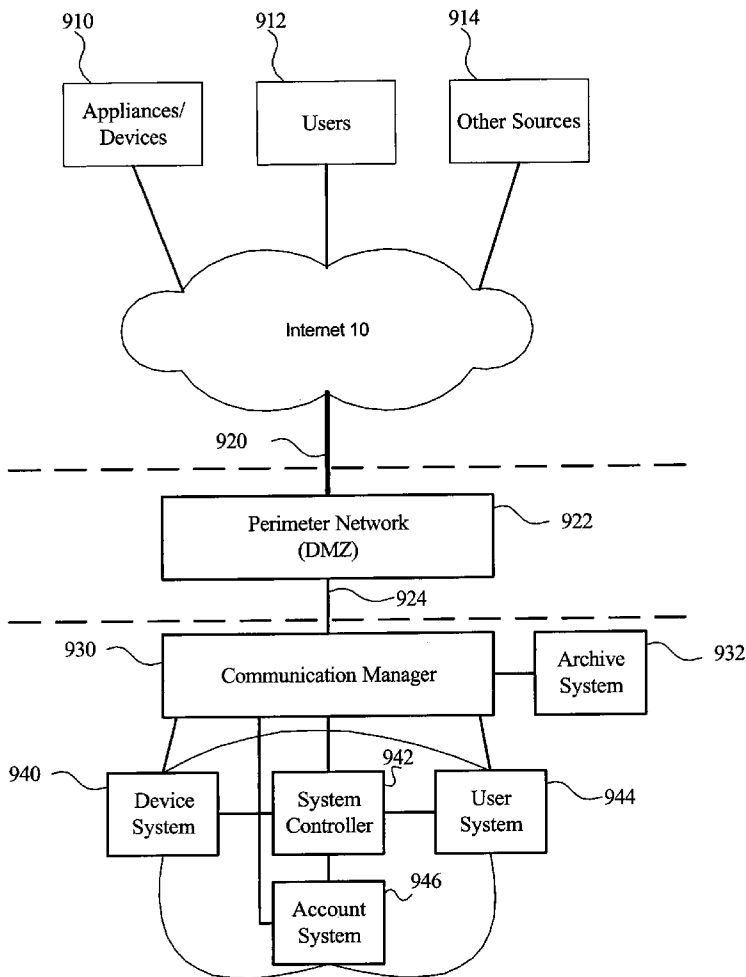 910
912
914
Appliances/
Devices
Users
Other Sources
Internet 10
920
Perimeter Network
(DMZ)
922
924
930
Communication Manager
Archive
System
932
940
Device
System
942
System
Controller
User
System
944
946
Account
System